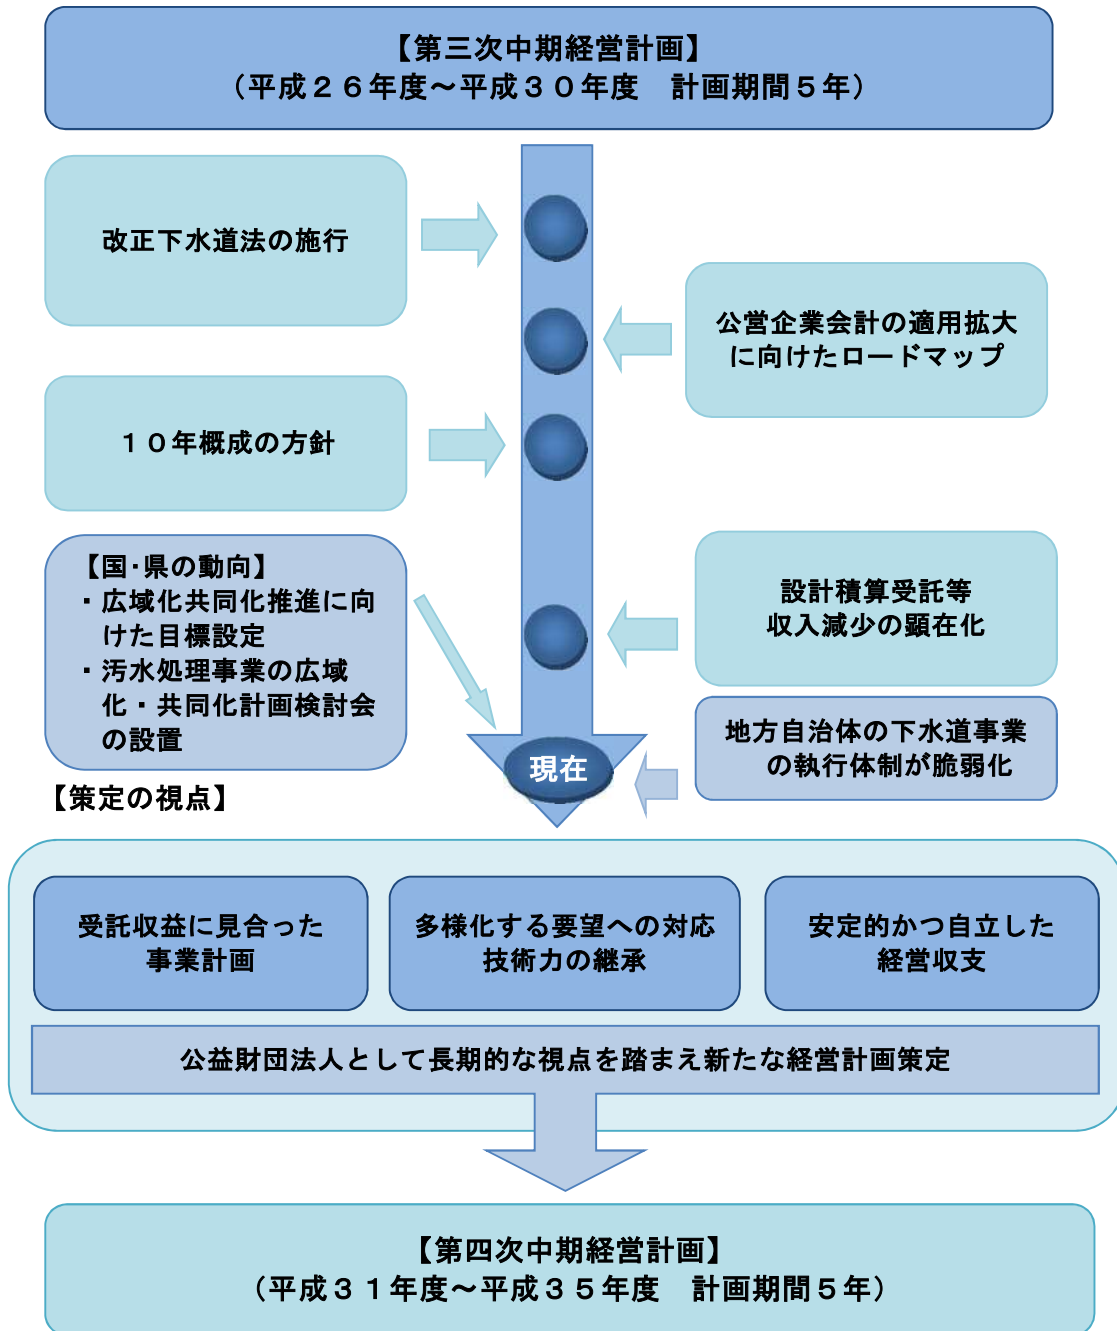 【第三次中期経営計画】
（平成２６年度～平成３０年度　計画期間５年）
改正下水道法の施行
公営企業会計の適用拡大
に向けたロードマップ
１０年概成の方針
【国･県の動向】
・広域化共同化推進に向
けた目標設定
・汚水処理事業の広域
化・共同化計画検討会
の設置
設計積算受託等
収入減少の顕在化
地方自治体の下水道事業
の執行体制が脆弱化
現在
【策定の視点】
受託収益に見合った
事業計画
多様化する要望への対応
技術力の継承
安定的かつ自立した
経営収支
公益財団法人として長期的な視点を踏まえ新たな経営計画策定
【第四次中期経営計画】
（平成３１年度～平成３５年度　計画期間５年）